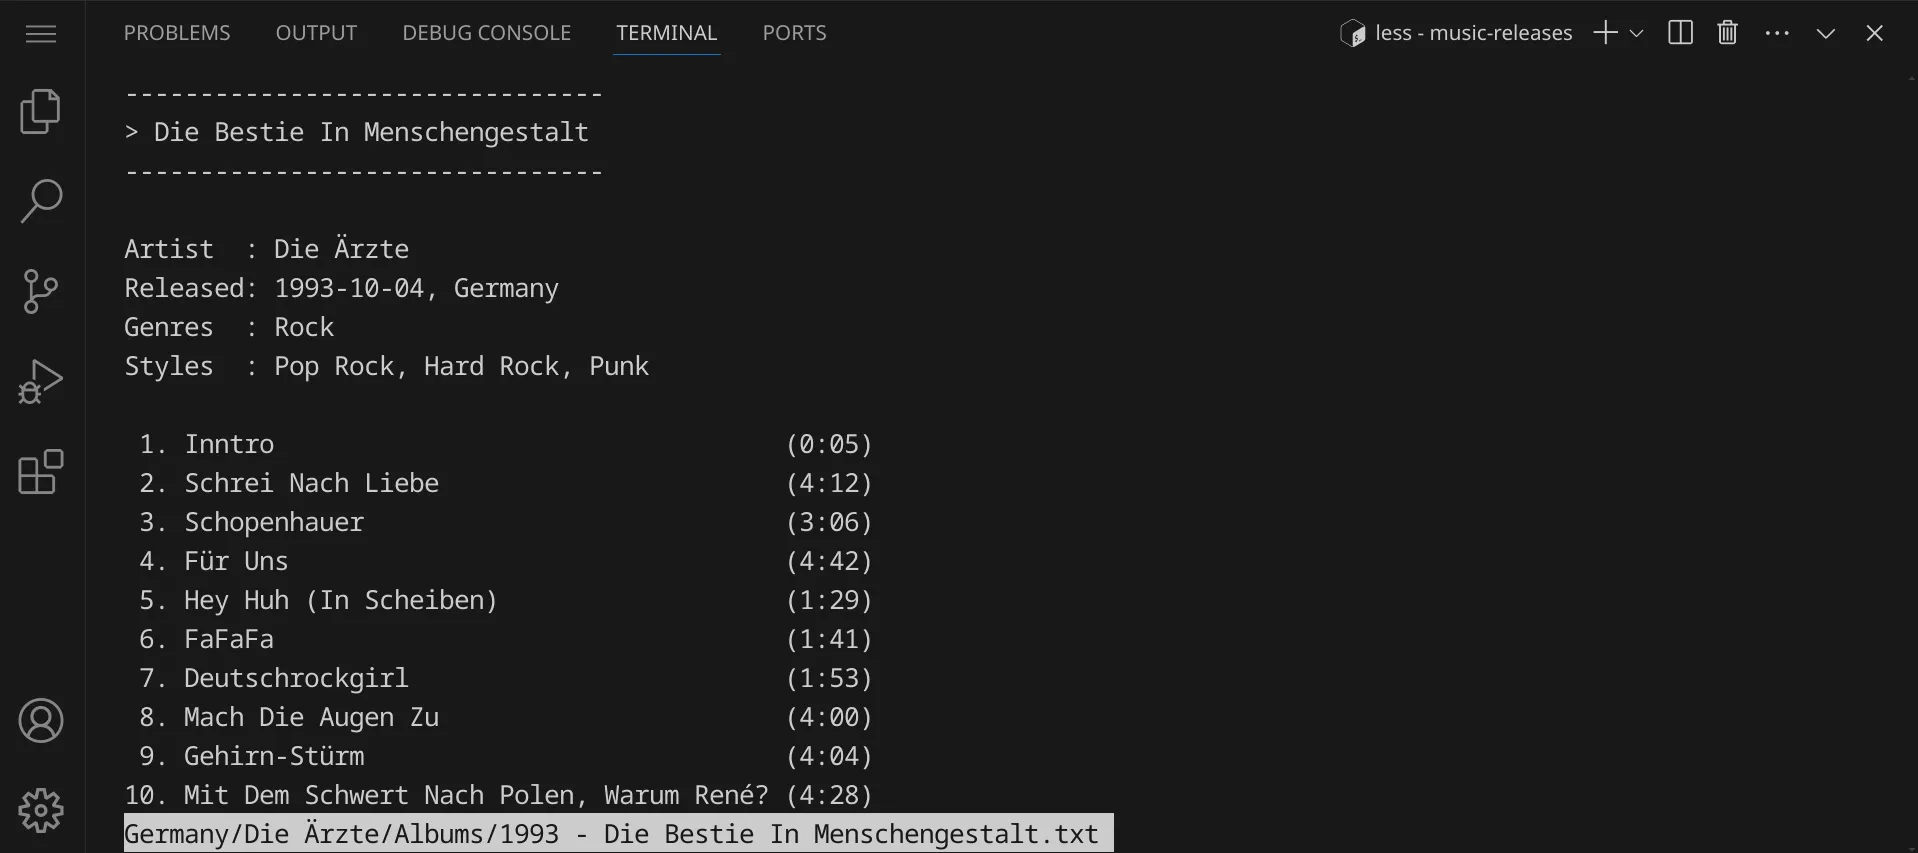 PROBLEMS OUTPUT DEBUG CONSOLE TERMINAL PORTS less - music-releases
--------------------------------
> Die Bestie In Menschengestalt
--------------------------------
Artist  : Die Ärzte
Released: 1993-10-04, Germany
Genres  : Rock
Styles  : Pop Rock, Hard Rock, Punk
 1. Inntro                                  (0:05)
 2. Schrei Nach Liebe                       (4:12)
 3. Schopenhauer                            (3:06)
 4. Für Uns                                 (4:42)
 5. Hey Huh (In Scheiben)                   (1:29)
 6. FaFaFa                                  (1:41)
 7. Deutschrockgirl                         (1:53)
 8. Mach Die Augen Zu                       (4:00)
 9. Gehirn-Stürm                            (4:04)
10. Mit Dem Schwert Nach Polen, Warum René? (4:28)
Germany/Die Ärzte/Albums/1993 - Die Bestie In Menschengestalt.txt